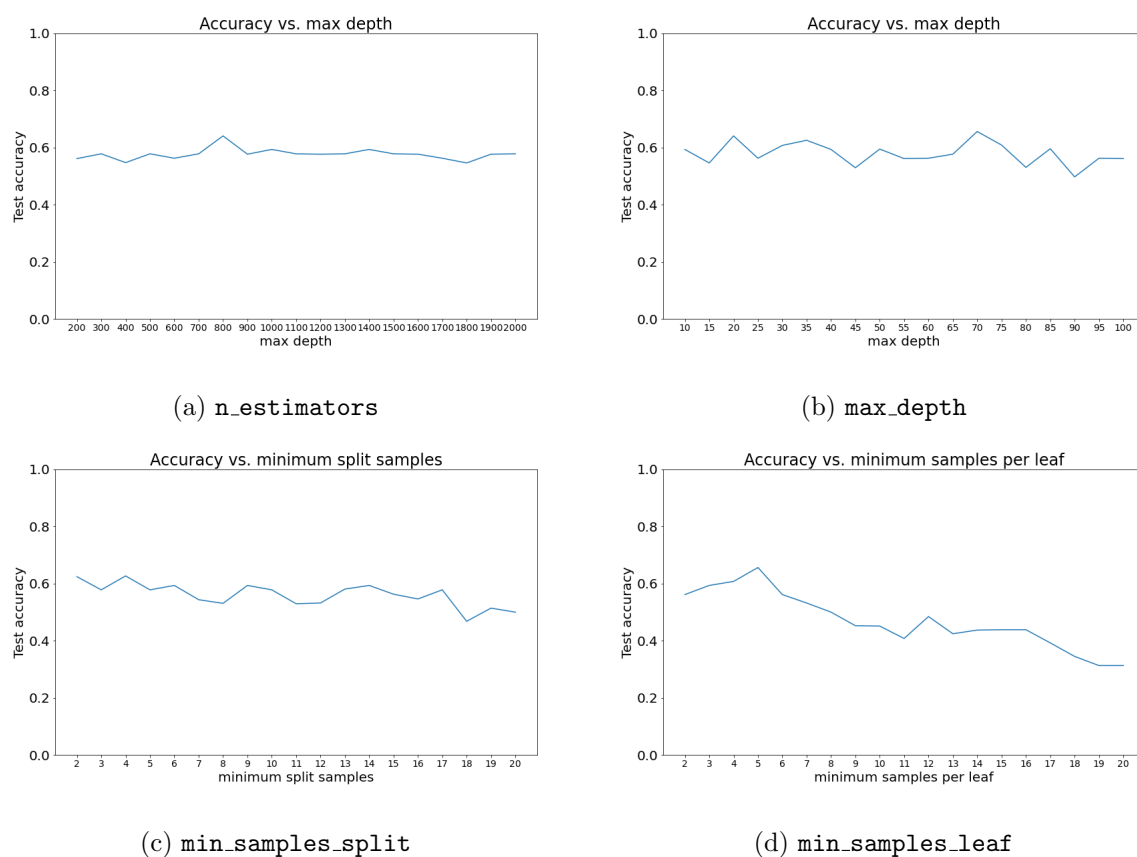 Accuracy vs. max depth
1.0
0.8
0.6
0.4
0.2
0.0
Test accuracy
200 300 400 500 600 700 800 900 1000 1100 1200 1300 1400 1500 1600 1700 1800 1900 2000
max depth
(a) n_estimators
Accuracy vs. max depth
1.0
0.8
0.6
0.4
0.2
0.0
Test accuracy
10 15 20 25 30 35 40 45 50 55 60 65 70 75 80 85 90 95 100
max depth
(b) max_depth
Accuracy vs. minimum split samples
1.0
0.8
0.6
0.4
0.2
0.0
Test accuracy
2 3 4 5 6 7 8 9 10 11 12 13 14 15 16 17 18 19 20
minimum split samples
(c) min_samples_split
Accuracy vs. minimum samples per leaf
1.0
0.8
0.6
0.4
0.2
0.0
Test accuracy
2 3 4 5 6 7 8 9 10 11 12 13 14 15 16 17 18 19 20
minimum samples per leaf
(d) min_samples_leaf